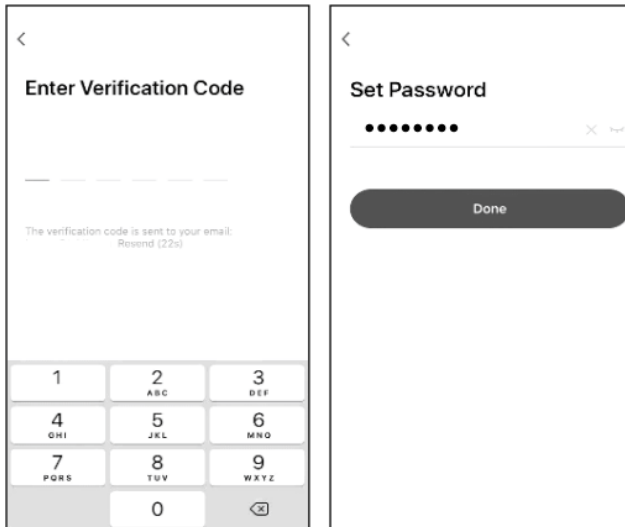 Enter Verification Code
The verification code is sent to your email:
Resend (22s)
1
2
ABC
3
DEF
4
GHI
5
JKL
6
MNO
7
PQRS
8
TUV
9
WXYZ
0
Set Password
Done